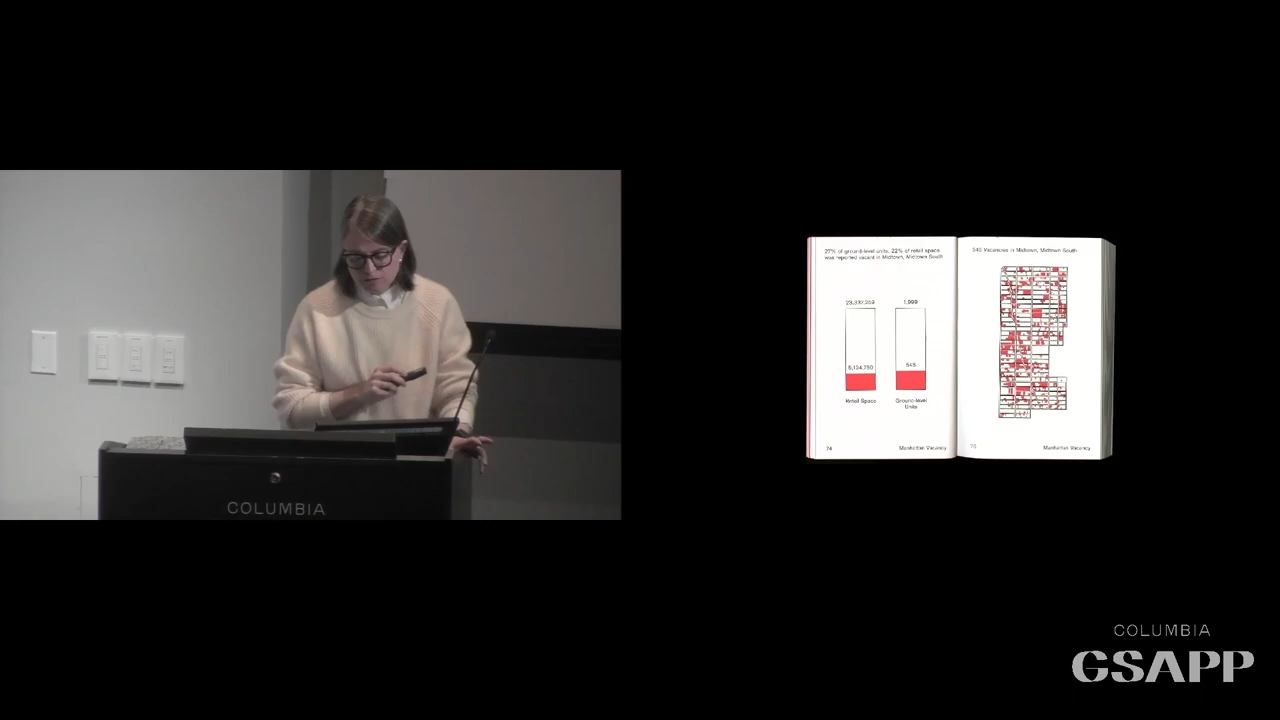 27% of ground-level units, 22% of retail space
was reported vacant in Midtown, Midtown South
23,337,259
1,999
5,134,750
545
Retail Space
Ground-level
Units
74
Manhattan Vacancy
545 Vacancies in Midtown, Midtown South
75
Manhattan Vacancy
COLUMBIA
COLUMBIA
GSAPP